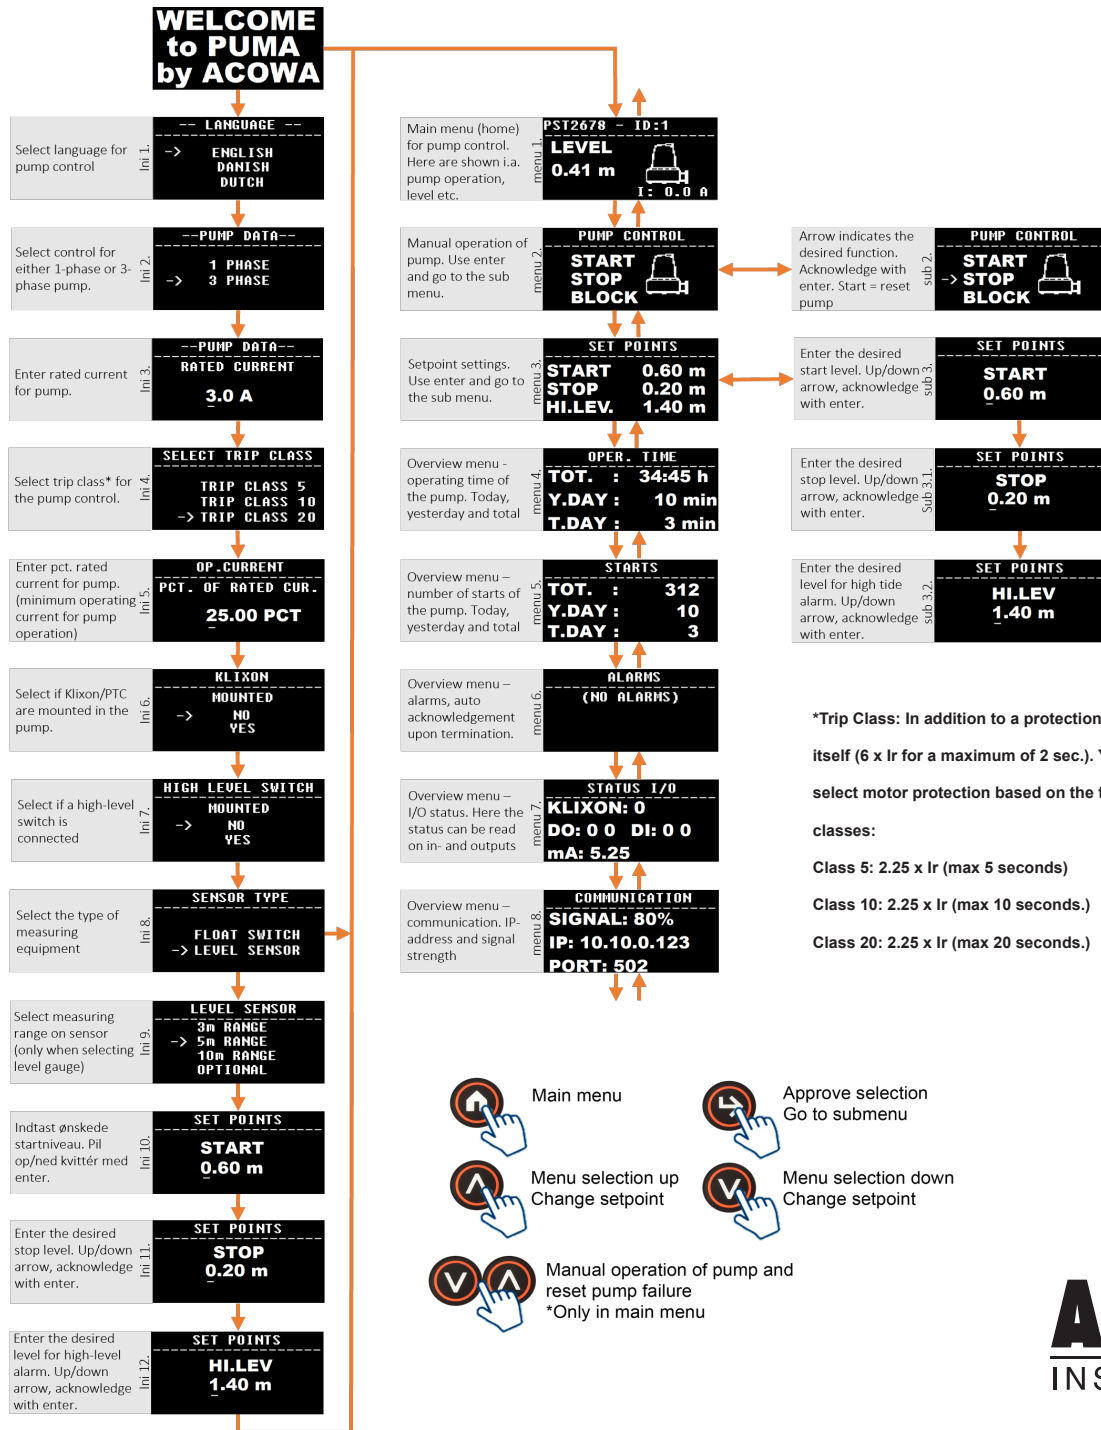 WELCOME
to PUMA
by ACOWA
Select language for
pump control
Ini 1.
-- LANGUAGE --
-> ENGLISH
DANISH
DUTCH
Select control for
either 1-phase or 3-
phase pump.
Ini 2.
--PUMP DATA--
1 PHASE
-> 3 PHASE
Enter rated current
for pump.
Ini 3.
--PUMP DATA--
RATED CURRENT
3.0 A
Select trip class* for
the pump control.
Ini 4.
SELECT TRIP CLASS
TRIP CLASS 5
TRIP CLASS 10
-> TRIP CLASS 20
Enter pct. rated
current for pump.
(minimum operating
current for pump
operation)
Ini 5.
OP.CURRENT
PCT. OF RATED CUR.
25.00 PCT
Select if Klixon/PTC
are mounted in the
pump.
Ini 6.
KLIXON
MOUNTED
-> NO
YES
Select if a high-level
switch is
connected
Ini 7.
HIGH LEVEL SWITCH
MOUNTED
-> NO
YES
Select the type of
measuring
equipment
Ini 8.
SENSOR TYPE
FLOAT SWITCH
-> LEVEL SENSOR
Select measuring
range on sensor
(only when selecting
level gauge)
Ini 9.
LEVEL SENSOR
3m RANGE
-> 5m RANGE
10m RANGE
OPTIONAL
Indtast ønskede
startniveau. Pil
op/ned kvittér med
enter.
Ini 10.
SET POINTS
START
0.60 m
Enter the desired
stop level. Up/down
arrow, acknowledge
with enter.
Ini 11.
SET POINTS
STOP
0.20 m
Enter the desired
level for high-level
alarm. Up/down
arrow, acknowledge
with enter.
Ini 12.
SET POINTS
HI.LEV
1.40 m
Main menu (home)
for pump control.
Here are shown i.a.
pump operation,
level etc.
menu 1.
PST2678 - ID:1
LEVEL
0.41 m
I: 0.0 A
Manual operation of
pump. Use enter
and go to the sub
menu.
menu 2.
PUMP CONTROL
START
STOP
BLOCK
Arrow indicates the
desired function.
Acknowledge with
enter. Start = reset
pump
sub 2.
PUMP CONTROL
START
-> STOP
BLOCK
Setpoint settings.
Use enter and go to
the sub menu.
menu 3.
SET POINTS
START 0.60 m
STOP 0.20 m
HI.LEV. 1.40 m
Enter the desired
start level. Up/down
arrow, acknowledge
with enter.
sub 3.
SET POINTS
START
0.60 m
Overview menu -
operating time of
the pump. Today,
yesterday and total
menu 4.
OPER. TIME
TOT. : 34:45 h
Y.DAY : 10 min
T.DAY : 3 min
Enter the desired
stop level. Up/down
arrow, acknowledge
with enter.
Sub 3.1.
SET POINTS
STOP
0.20 m
Overview menu –
number of starts of
the pump. Today,
yesterday and total
menu 5.
STARTS
TOT. : 312
Y.DAY : 10
T.DAY : 3
Enter the desired
level for high tide
alarm. Up/down
arrow, acknowledge
with enter.
sub 3.2.
SET POINTS
HI.LEV
1.40 m
Overview menu –
alarms, auto
acknowledgement
upon termination.
menu 6.
ALARMS
(NO ALARMS)
Overview menu –
I/O status. Here the
status can be read
on in- and outputs
menu 7.
STATUS I/O
KLIXON: 0
DO: 0 0 DI: 0 0
mA: 5.25
Overview menu –
communication. IP-
address and signal
strength
menu 8.
COMMUNICATION
SIGNAL: 80%
IP: 10.10.0.123
PORT: 502
*Trip Class: In addition to a protection
itself (6 x Ir for a maximum of 2 sec.).
select motor protection based on the
classes:
Class 5: 2.25 x Ir (max 5 seconds)
Class 10: 2.25 x Ir (max 10 seconds.)
Class 20: 2.25 x Ir (max 20 seconds.)
Main menu
Approve selection
Go to submenu
Menu selection up
Change setpoint
Menu selection down
Change setpoint
Manual operation of pump and
reset pump failure
*Only in main menu
A
INS